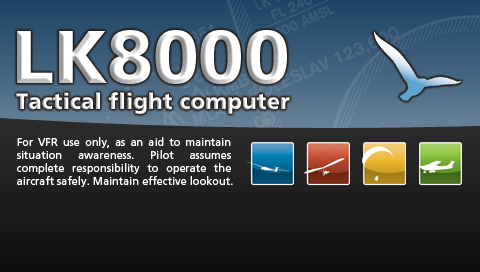 LK8000
Tactical flight computer
For VFR use only, as an aid to maintain
situation awareness. Pilot assumes
complete responsibility to operate the
aircraft safely. Maintain effective lookout.